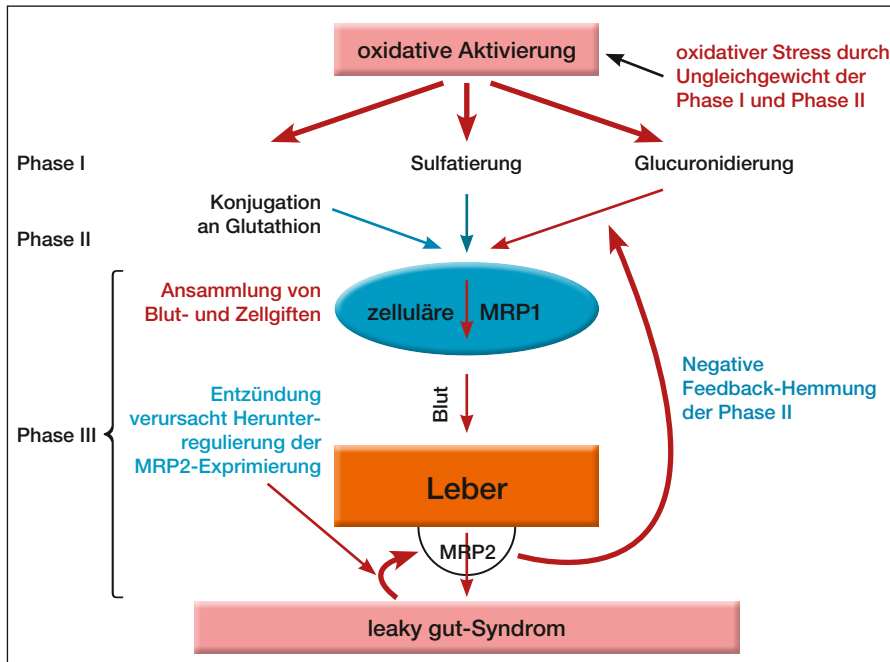 oxidative Aktivierung
oxidativer Stress durch
Ungleichgewicht der
Phase I und Phase II
Phase I
Sulfatierung
Glucuronidierung
Konjugation
an Glutathion
Phase II
Ansammlung von
Blut- und Zellgiften
zelluläre MRP1
Negative
Feedback-Hemmung
der Phase II
Blut
Entzündung
verursacht Herunter-
regulierung der
MRP2-Exprimierung
Phase III
Leber
MRP2
leaky gut-Syndrom